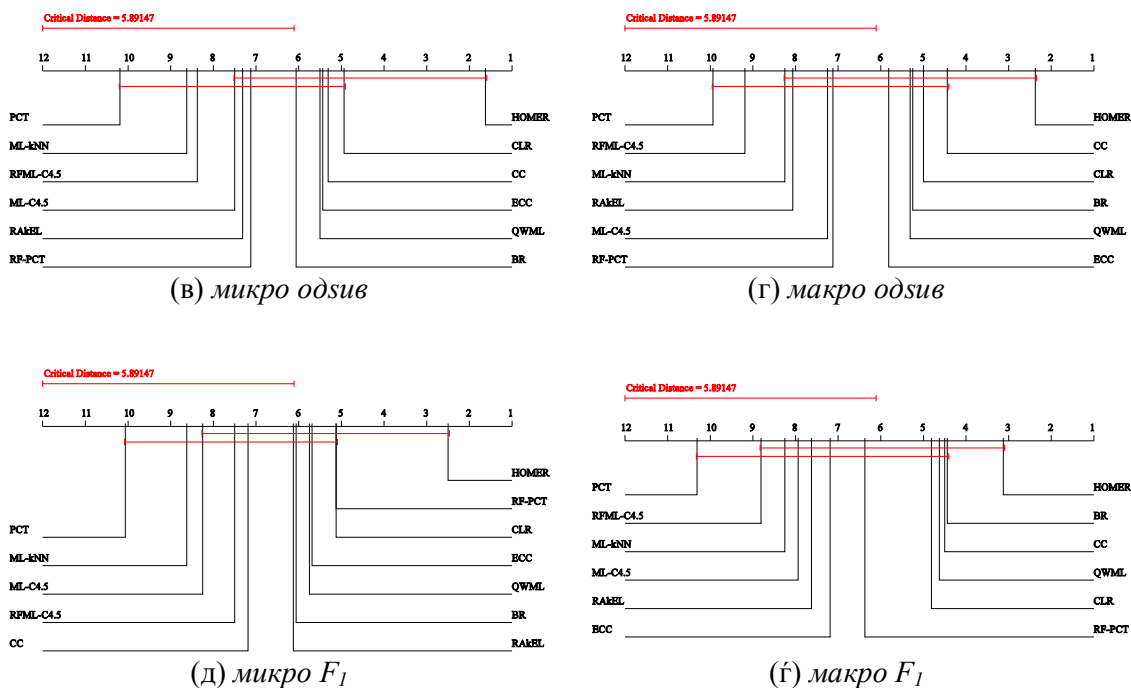 Critical Distance = 5.89147
12 11 10 9 8 7 6 5 4 3 2 1
PCT HOMER
ML-kNN CLR
RFML-C4.5 CC
ML-C4.5 ECC
RAkEL QWML
RF-PCT BR
(в) микро одѕив
Critical Distance = 5.89147
12 11 10 9 8 7 6 5 4 3 2 1
PCT HOMER
RFML-C4.5 CC
ML-kNN CLR
RAkEL BR
ML-C4.5 QWML
RF-PCT ECC
(г) макро одѕив
Critical Distance = 5.89147
12 11 10 9 8 7 6 5 4 3 2 1
HOMER
RF-PCT
PCT CLR
ML-kNN ECC
ML-C4.5 QWML
RFML-C4.5 BR
CC RAkEL
(д) микро F1
Critical Distance = 5.89147
12 11 10 9 8 7 6 5 4 3 2 1
PCT HOMER
RFML-C4.5 BR
ML-kNN CC
ML-C4.5 QWML
RAkEL CLR
ECC RF-PCT
(ѓ) макро F1